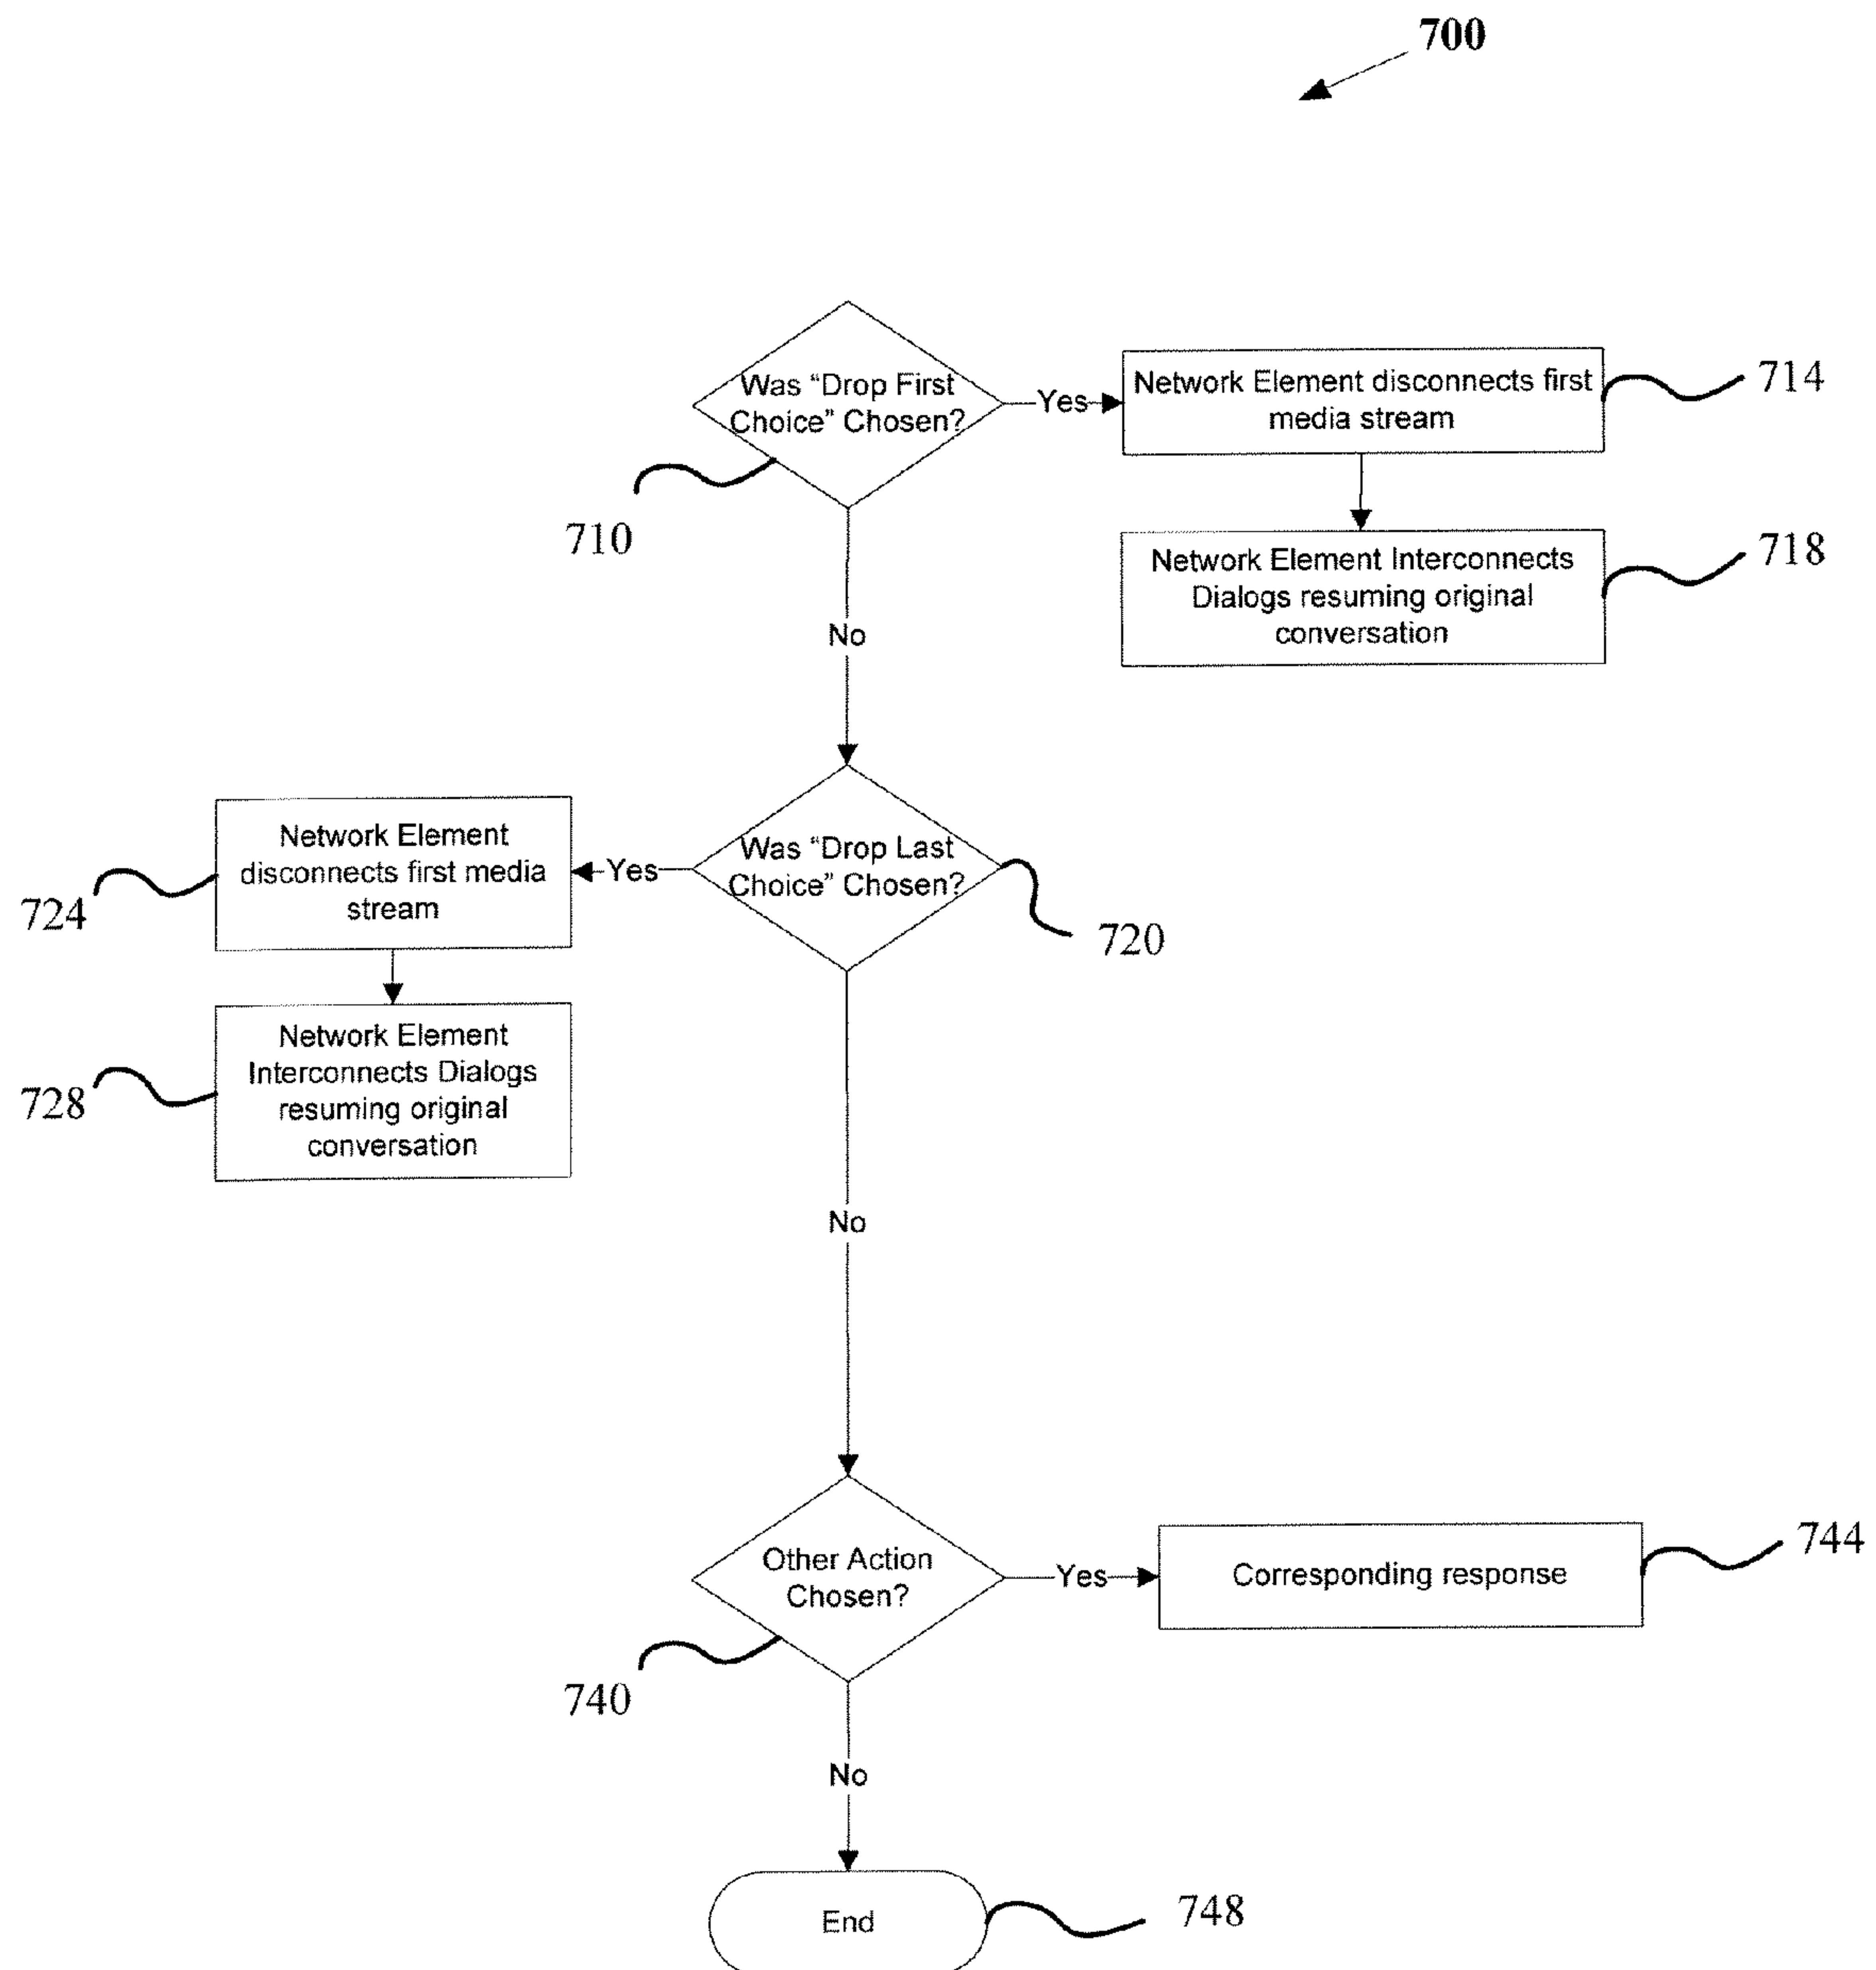 700
Was “Drop First
Choice” Chosen?
Yes
Network Element disconnects first
media stream
714
710
Network Element Interconnects
Dialogs resuming original
conversation
718
No
Network Element
disconnects first media
stream
724
Yes
Was “Drop Last
Choice” Chosen?
720
Network Element
Interconnects Dialogs
resuming original
conversation
728
No
Other Action
Chosen?
Yes
Corresponding response
744
740
No
End
748